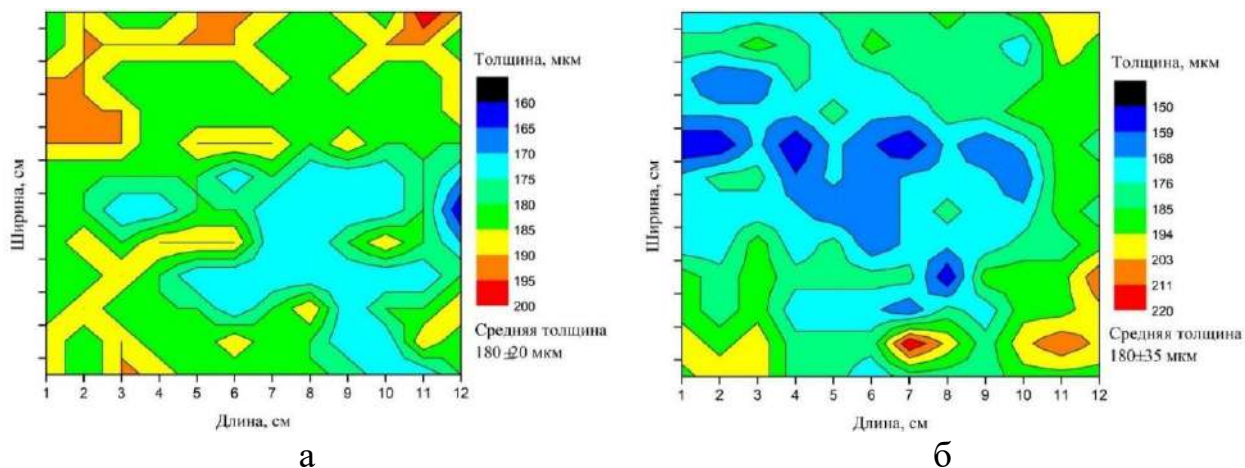 Толщина, мкм
160
165
170
175
180
185
190
195
200
Средняя толщина
180±20 мкм
Ширина, см
1 2 3 4 5 6 7 8 9 10 11 12
Длина, см
а
Толщина, мкм
150
159
168
176
185
194
203
211
220
Средняя толщина
180±35 мкм
Ширина, см
1 2 3 4 5 6 7 8 9 10 11 12
Длина, см
б